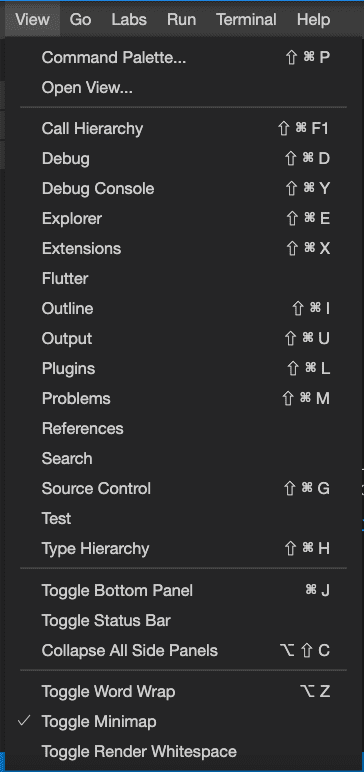 View Go Labs Run Terminal Help
Command Palette... ⇧ ⌘ P
Open View...
Call Hierarchy ⇧ ⌘ F1
Debug ⇧ ⌘ D
Debug Console ⇧ ⌘ Y
Explorer ⇧ ⌘ E
Extensions ⇧ ⌘ X
Flutter
Outline ⇧ ⌘ I
Output ⇧ ⌘ U
Plugins ⇧ ⌘ L
Problems ⇧ ⌘ M
References
Search
Source Control ⇧ ⌘ G
Test
Type Hierarchy ⇧ ⌘ H
Toggle Bottom Panel ⌘ J
Toggle Status Bar
Collapse All Side Panels ⌥ ⇧ C
Toggle Word Wrap ⌥ Z
✓ Toggle Minimap
Toggle Render Whitespace